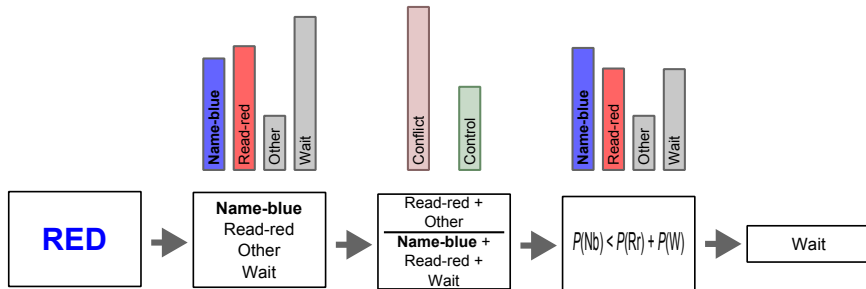 Name-blue
Read-red
Other
Wait
Conflict
Control
Name-blue
Read-red
Other
Wait
RED
Name-blue
Read-red
Other
Wait
Read-red +
Other
Name-blue +
Read-red +
Wait
P(Nb) < P(Rr) + P(W)
Wait